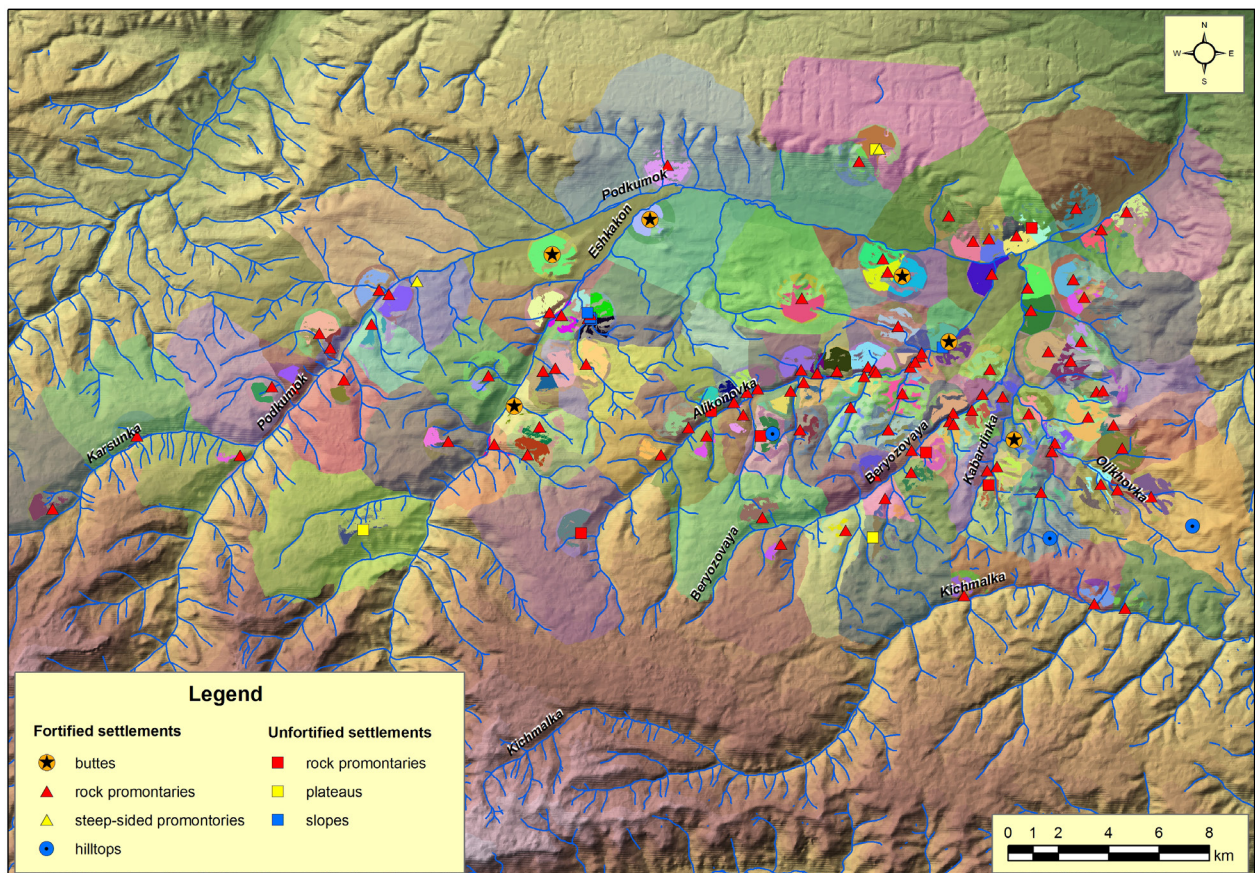 N
W E
S
Podkumok
Eshkakon
Karsunka
Podkumok
Alikonovka
Beryozovaya
Kabardinka
Oljkhovka
Beryozovaya
Kichmalka
Kichmalka
Legend
Fortified settlements
buttes
rock promontaries
steep-sided promontories
hilltops
Unfortified settlements
rock promontaries
plateaus
slopes
0 1 2 4 6 8
km